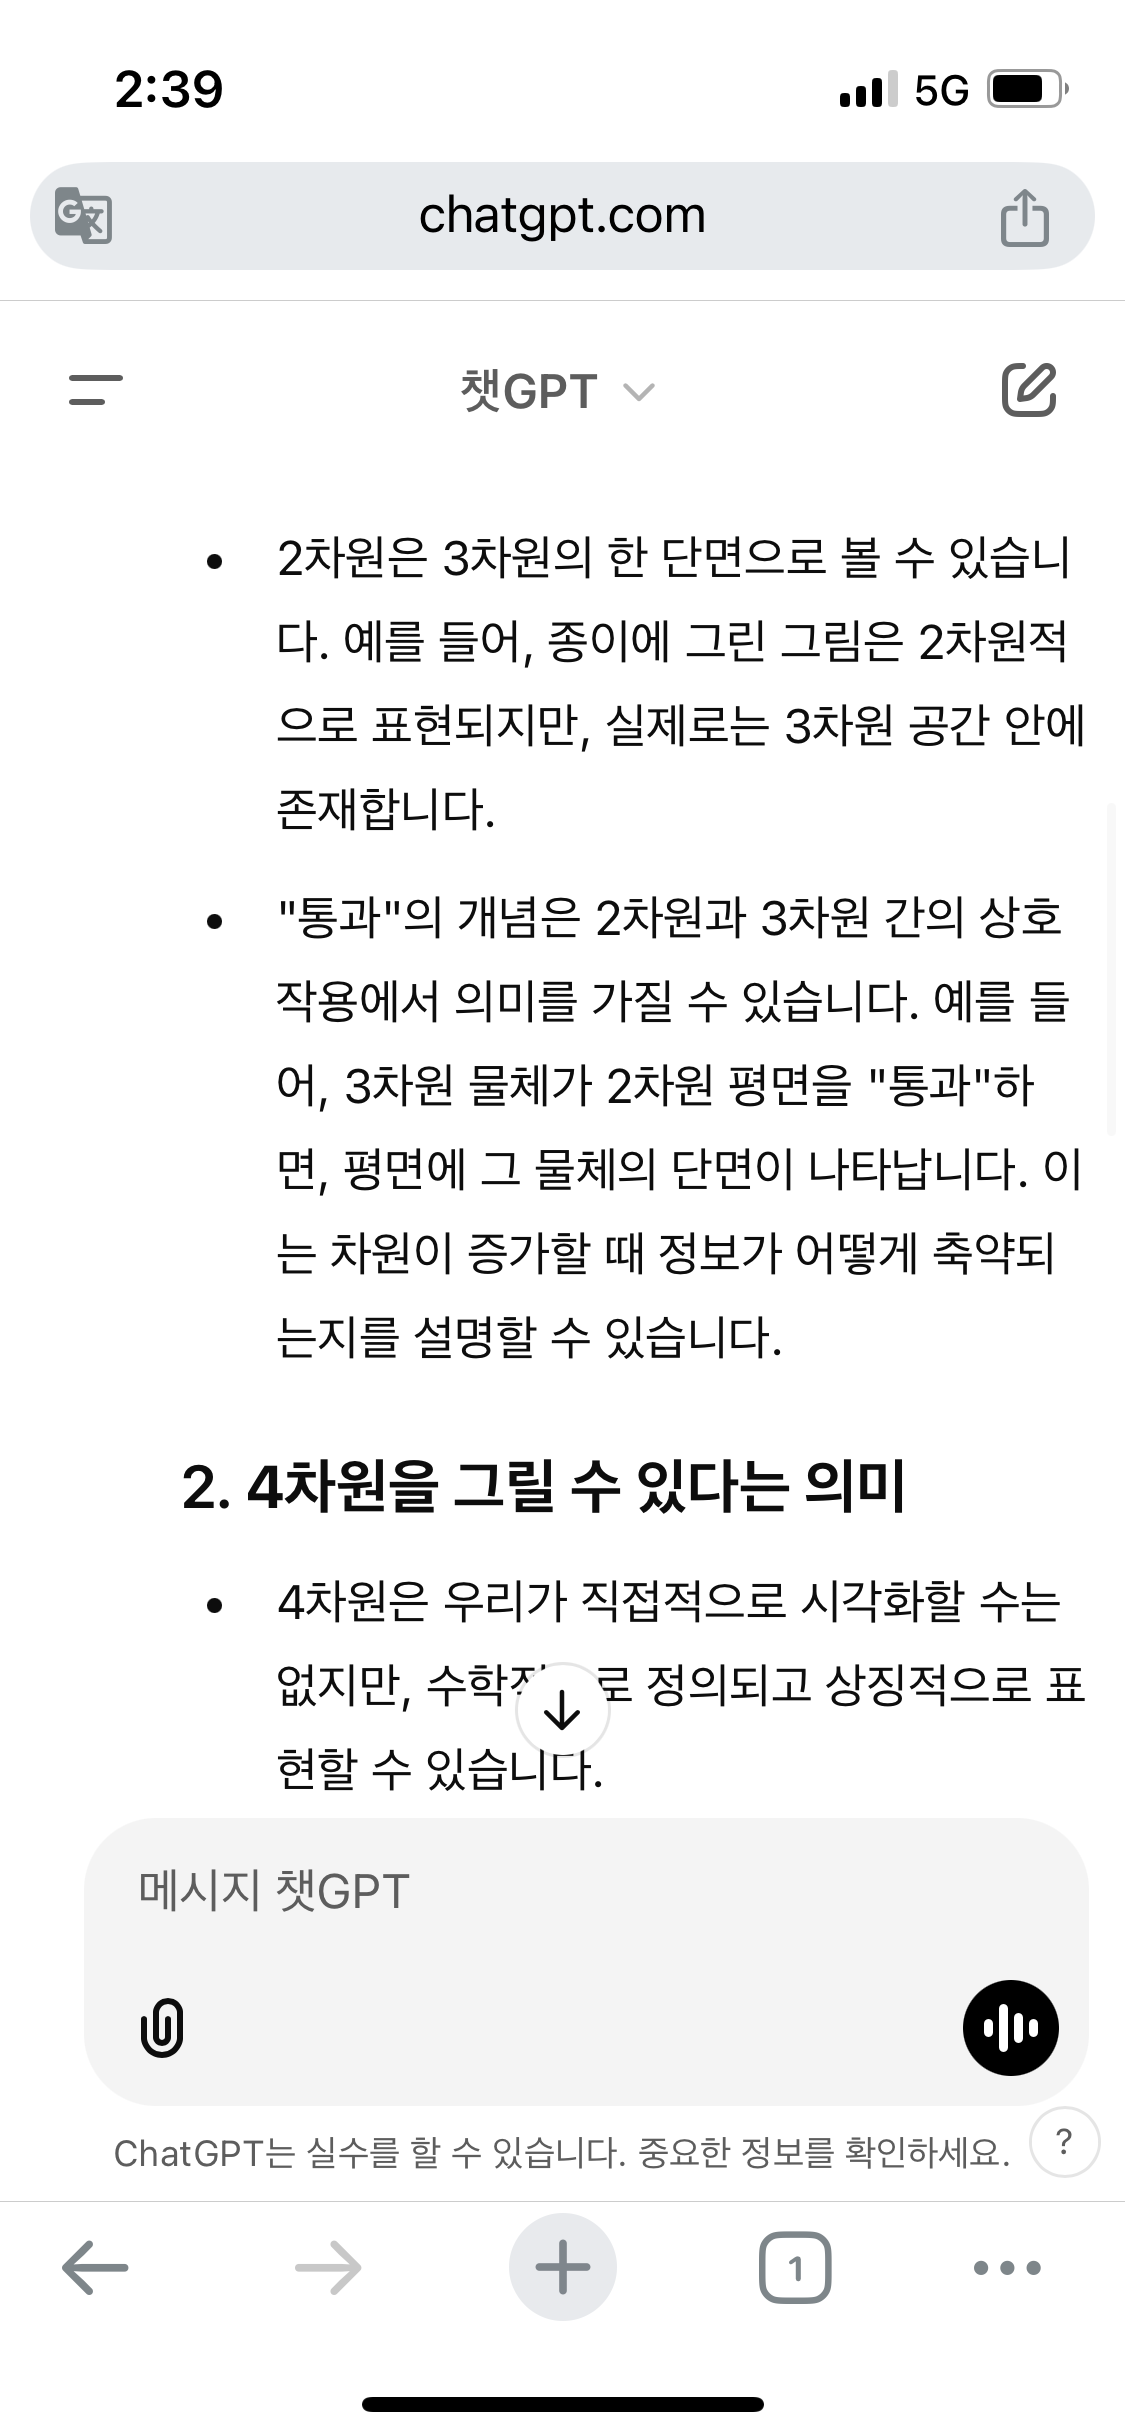 2:39
5G
chatgpt.com
챗GPT
• 2차원은 3차원의 한 단면으로 볼 수 있습니
다. 예를 들어, 종이에 그린 그림은 2차원적
으로 표현되지만, 실제로는 3차원 공간 안에
존재합니다.
• "통과"의 개념은 2차원과 3차원 간의 상호
작용에서 의미를 가질 수 있습니다. 예를 들
어, 3차원 물체가 2차원 평면을 "통과"하
면, 평면에 그 물체의 단면이 나타납니다. 이
는 차원이 증가할 때 정보가 어떻게 축약되
는지를 설명할 수 있습니다.
2. 4차원을 그릴 수 있다는 의미
• 4차원은 우리가 직접적으로 시각화할 수는
없지만, 정의되고 상징적으로 표
현할 수 있습니다.
메시지 챗GPT
ChatGPT는 실수를 할 수 있습니다. 중요한 정보를 확인하세요.
?
1